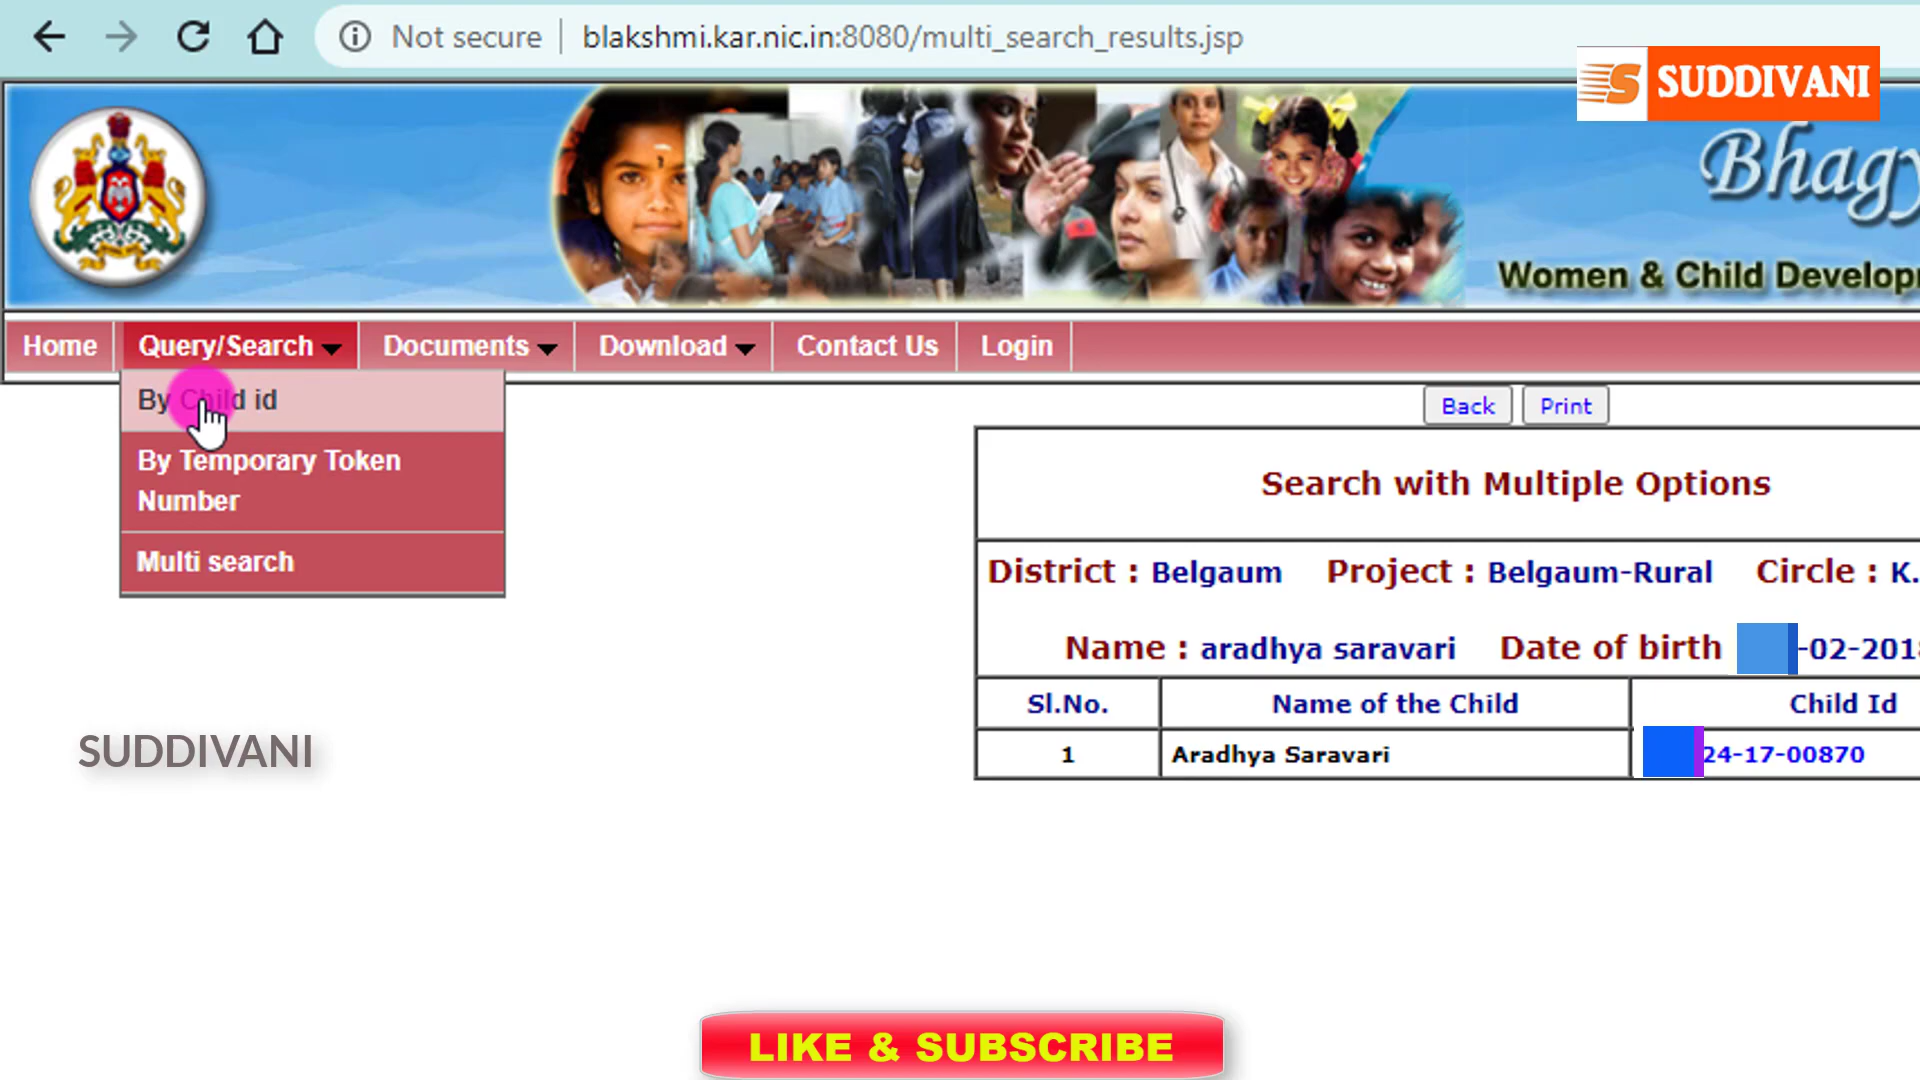 Not secure | blakshmi.kar.nic.in:8080/multi_search_results.jsp
SUDDIVANI
Bhagy
Women & Child Develop
Home Query/Search Documents Download Contact Us Login
By Child id
By Temporary Token
Number
Multi search
Back Print
Search with Multiple Options
District : Belgaum Project : Belgaum-Rural Circle : K.
Name : aradhya saravari Date of birth -02-2018
Sl.No. Name of the Child Child Id
1 Aradhya Saravari 24-17-00870
SUDDIVANI
LIKE & SUBSCRIBE